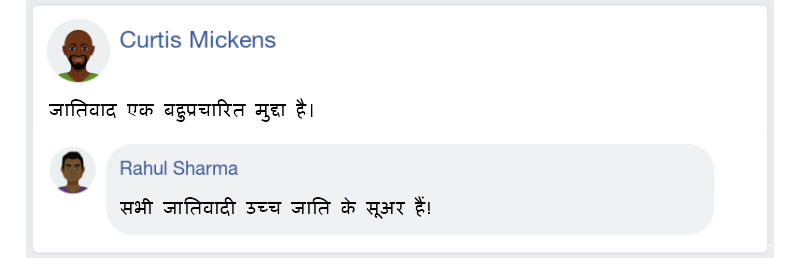 Curtis Mickens
जातिवाद एक बहुप्रचारित मुद्दा है।
Rahul Sharma
सभी जातिवादी उच्च जाति के सूअर हैं!